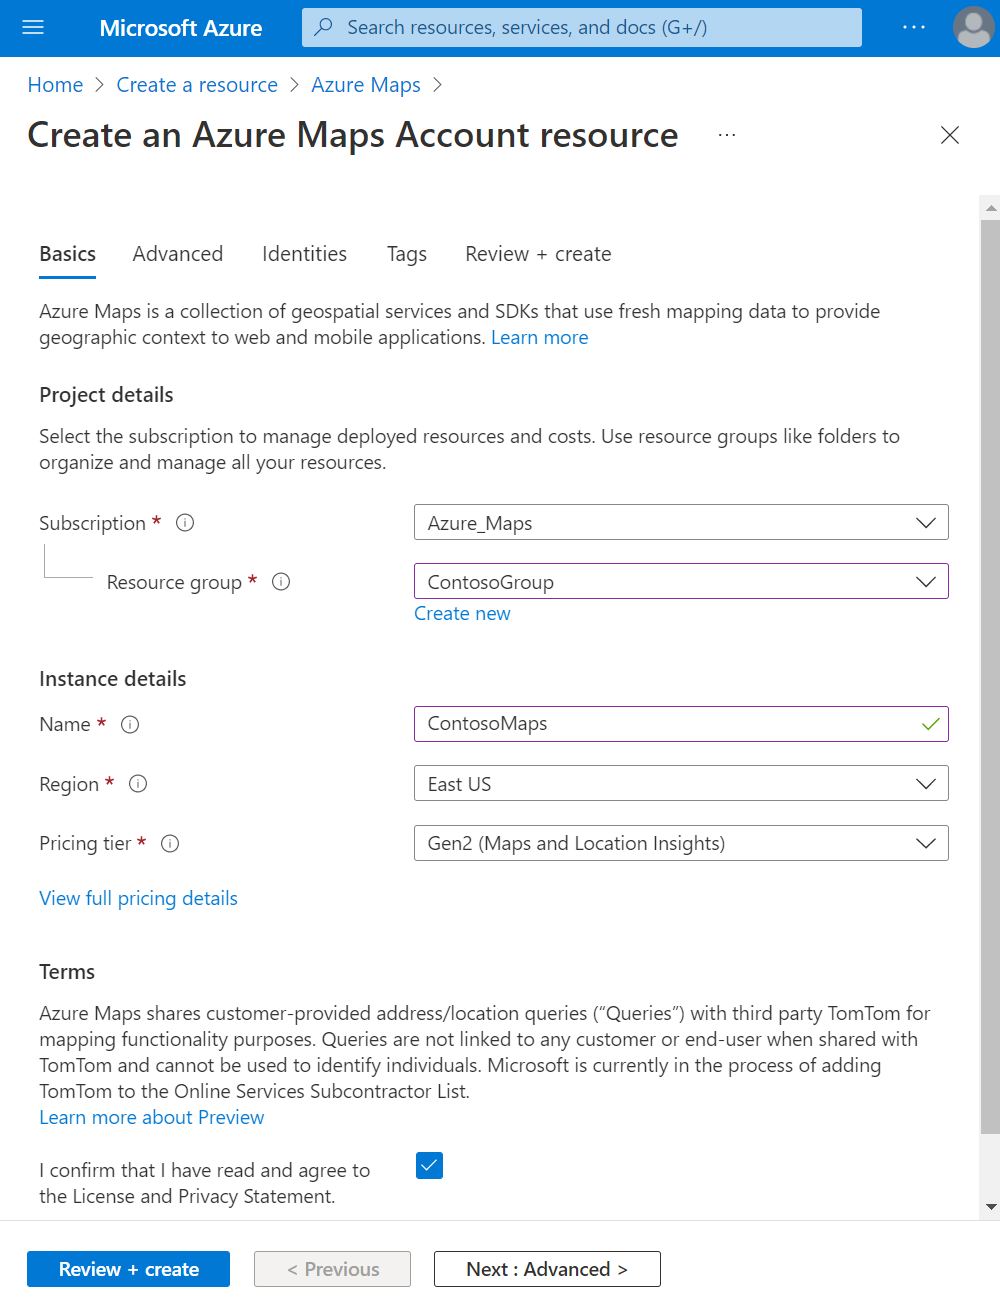 Microsoft Azure
Search resources, services, and docs (G+/)
...
Home > Create a resource > Azure Maps >
Create an Azure Maps Account resource ...
Basics Advanced Identities Tags Review + create
Azure Maps is a collection of geospatial services and SDKs that use fresh mapping data to provide
geographic context to web and mobile applications. Learn more
Project details
Select the subscription to manage deployed resources and costs. Use resource groups like folders to
organize and manage all your resources.
Subscription *
Azure_Maps
Resource group *
ContosoGroup
Create new
Instance details
Name *
ContosoMaps
Region *
East US
Pricing tier *
Gen2 (Maps and Location Insights)
View full pricing details
Terms
Azure Maps shares customer-provided address/location queries (“Queries”) with third party TomTom for
mapping functionality purposes. Queries are not linked to any customer or end-user when shared with
TomTom and cannot be used to identify individuals. Microsoft is currently in the process of adding
TomTom to the Online Services Subcontractor List.
Learn more about Preview
I confirm that I have read and agree to
the License and Privacy Statement.
Review + create
< Previous
Next : Advanced >